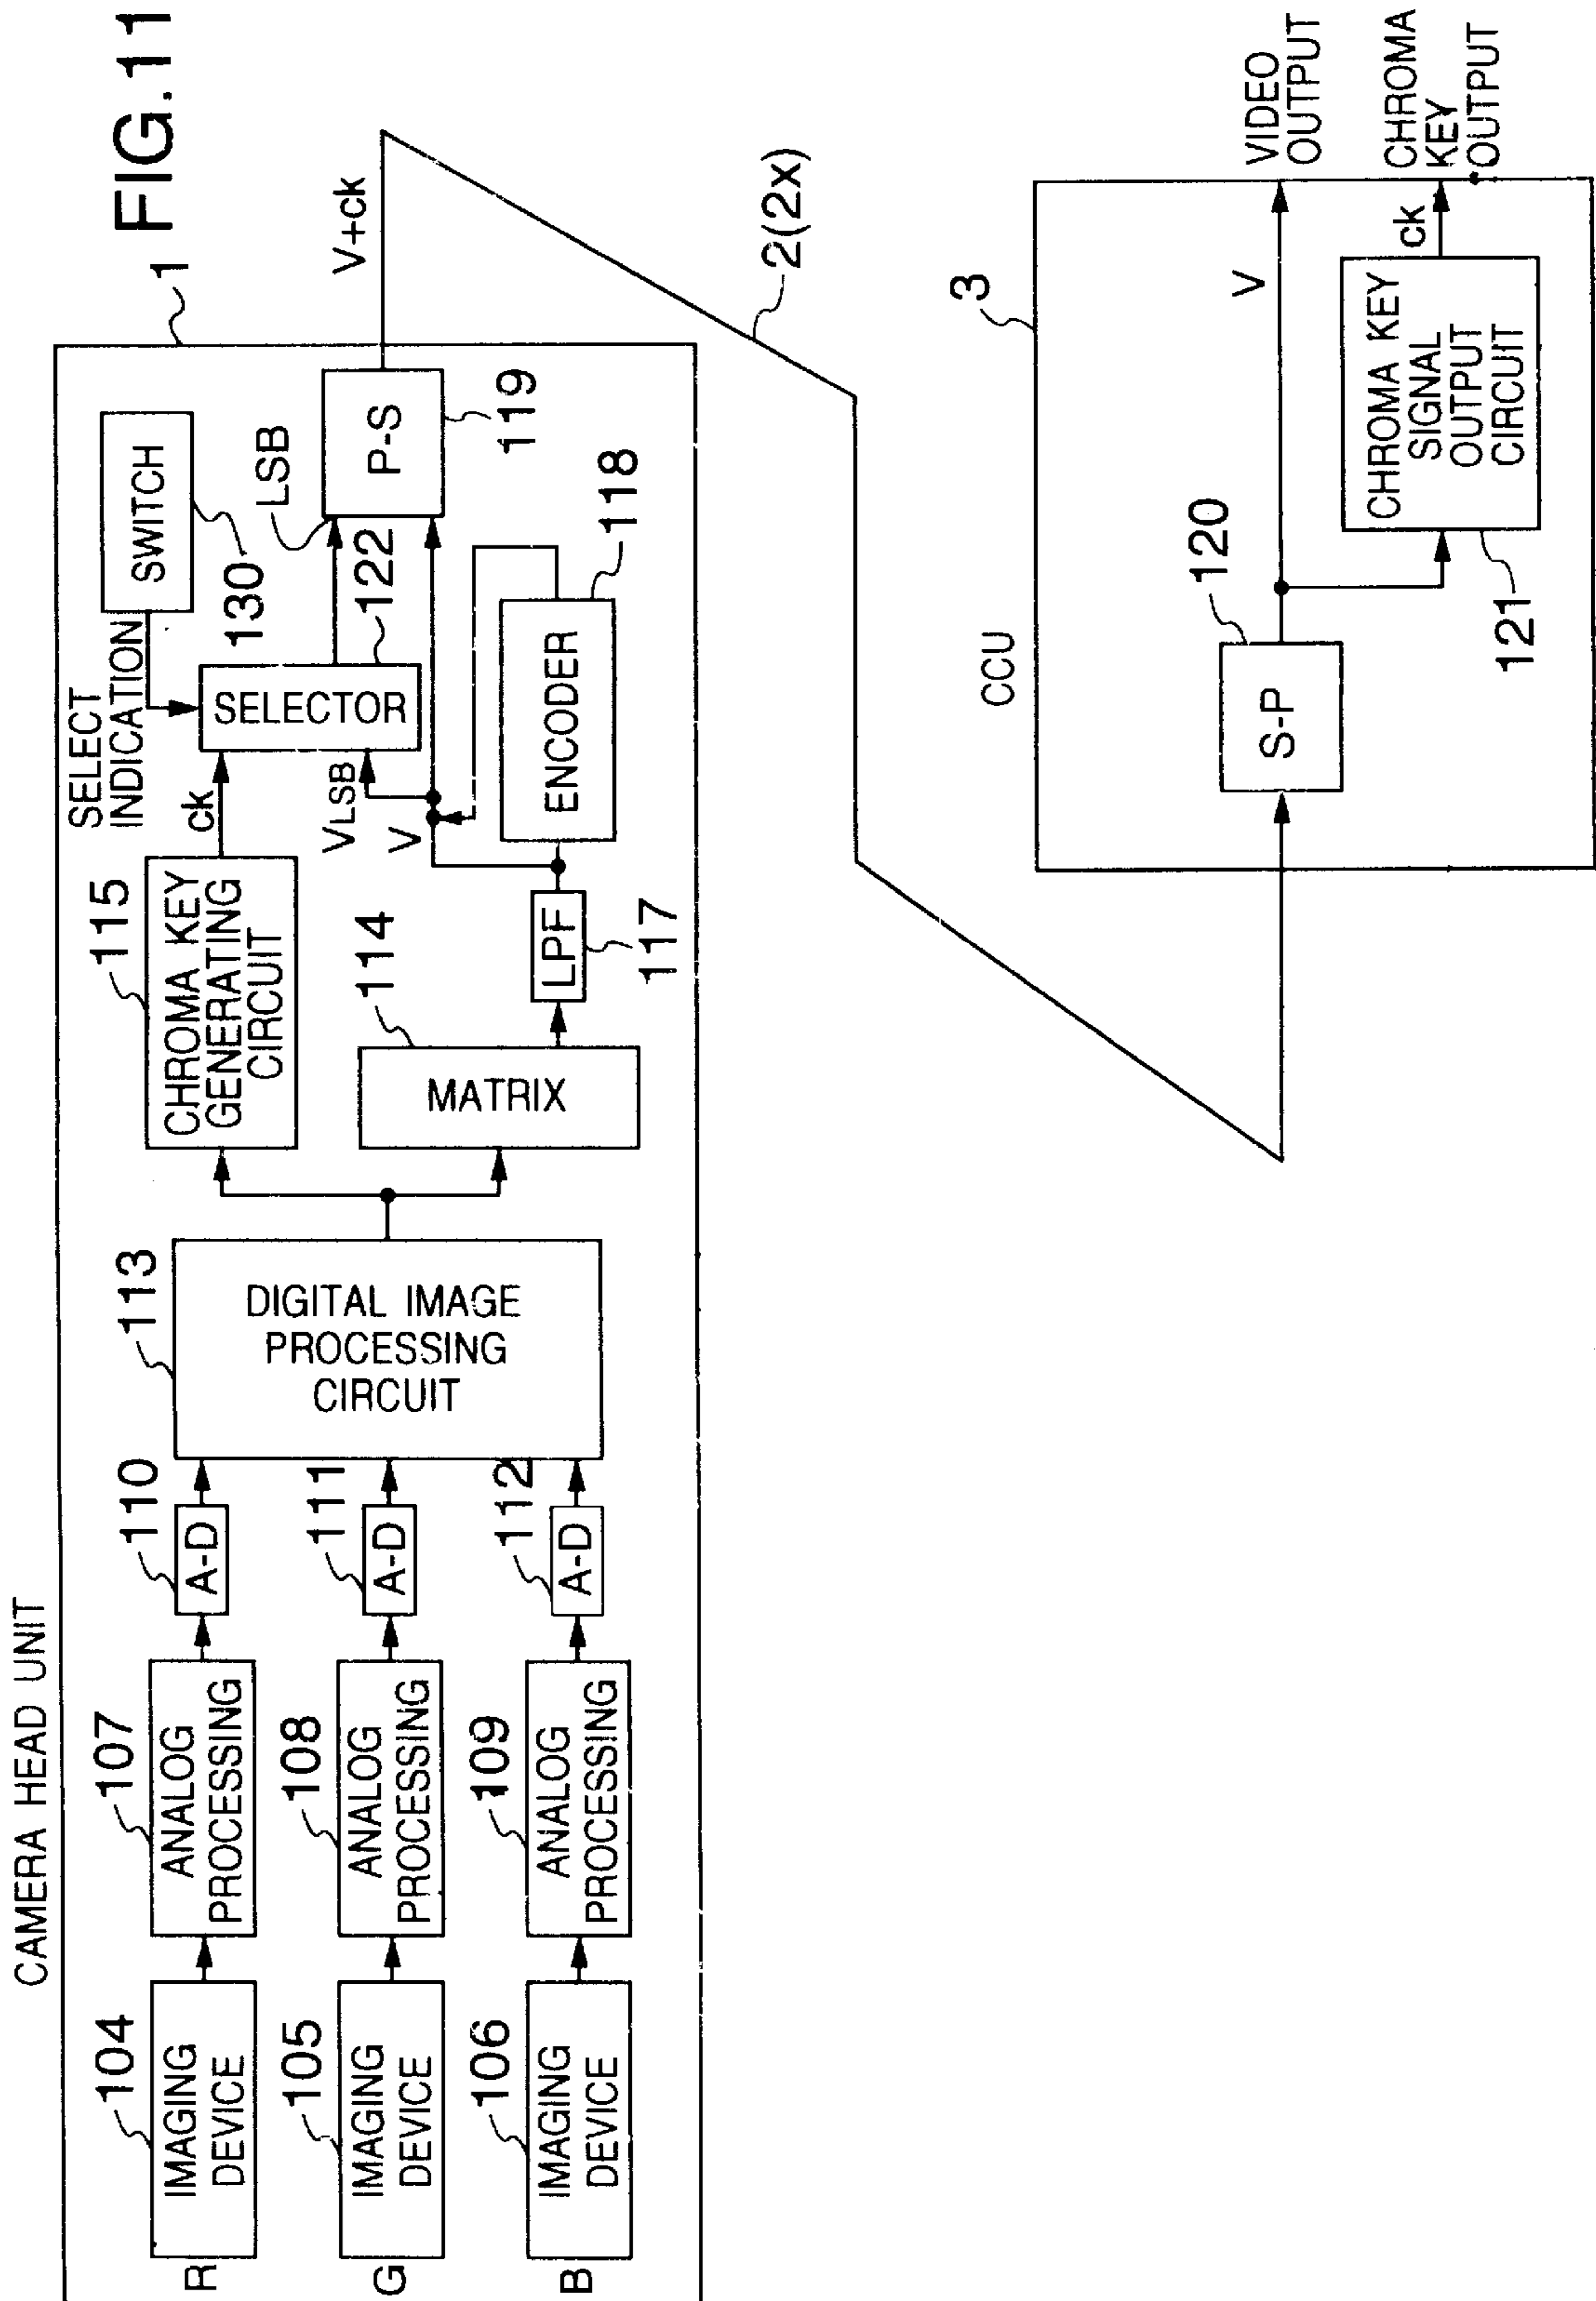 FIG.11
CAMERA HEAD UNIT
1
R
IMAGING
DEVICE
104
ANALOG
PROCESSING
107
A-D
110
G
IMAGING
DEVICE
105
ANALOG
PROCESSING
108
A-D
111
B
IMAGING
DEVICE
106
ANALOG
PROCESSING
109
A-D
112
DIGITAL IMAGE
PROCESSING
CIRCUIT
113
CHROMA KEY
GENERATING
CIRCUIT
115
MATRIX
114
LPF
117
ck
SELECT
INDICATION
SWITCH
130
SELECTOR
122
VLSB
V
ENCODER
118
LSB
P-S
119
V+ck
2(2x)
CCU
3
S-P
120
V
CHROMA KEY
SIGNAL
OUTPUT
CIRCUIT
121
ck
VIDEO
OUTPUT
CHROMA
KEY
OUTPUT